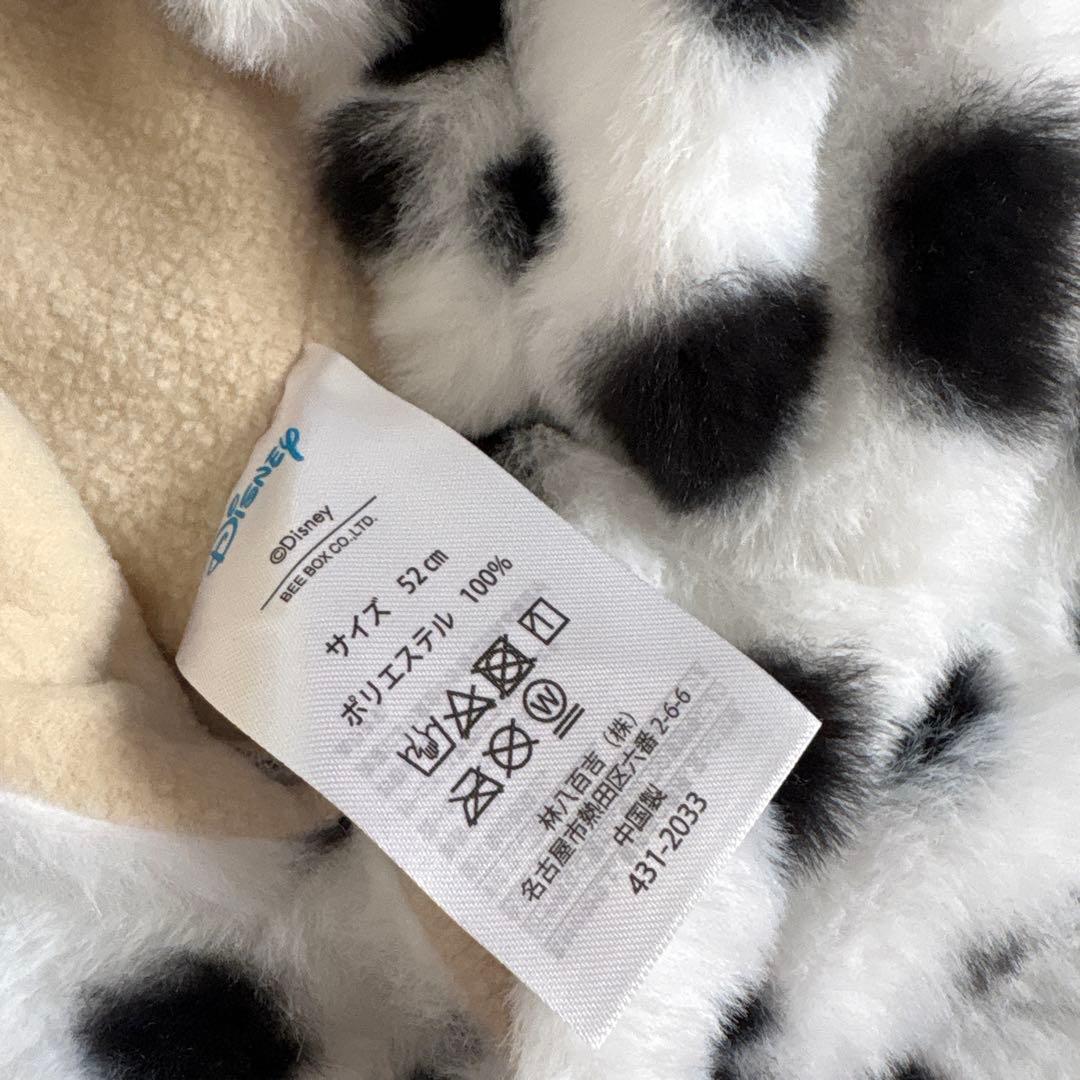 Disney
©Disney
BEE BOX CO.,LTD.
サイズ 52㎝
ポリエステル 100%
W
林八百吉(株)
名古屋市熱田区六番2-6-6
中国製
431-2033